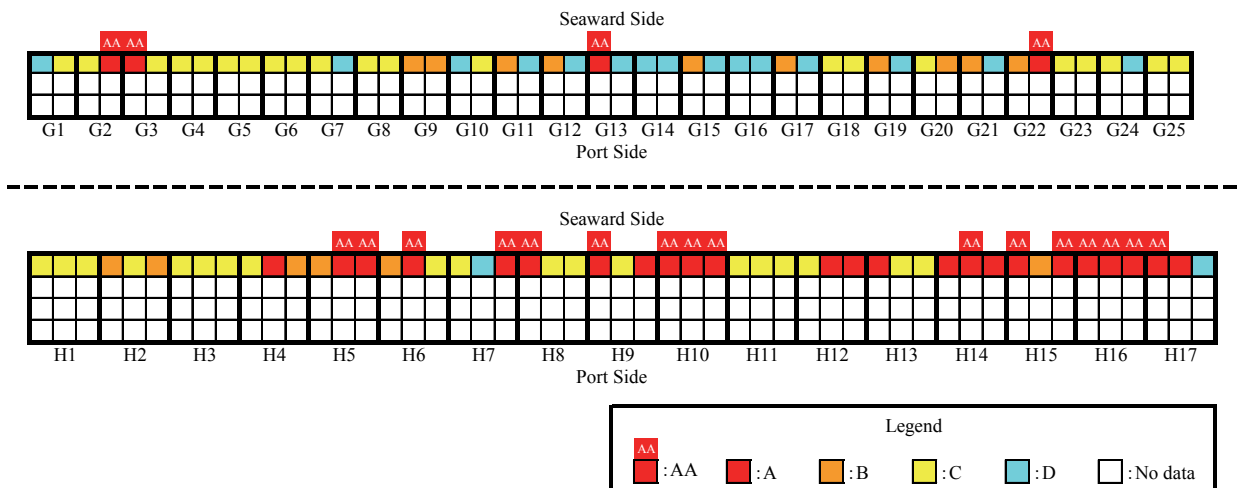 Seaward Side
AA AA AA AA
G1 G2 G3 G4 G5 G6 G7 G8 G9 G10 G11 G12 G13 G14 G15 G16 G17 G18 G19 G20 G21 G22 G23 G24 G25
Port Side
Seaward Side
AA AA AA AA AA AA AA AA AA AA AA AA AA AA AA AA
H1 H2 H3 H4 H5 H6 H7 H8 H9 H10 H11 H12 H13 H14 H15 H16 H17
Port Side
Legend
AA
:AA :A :B :C :D :No data